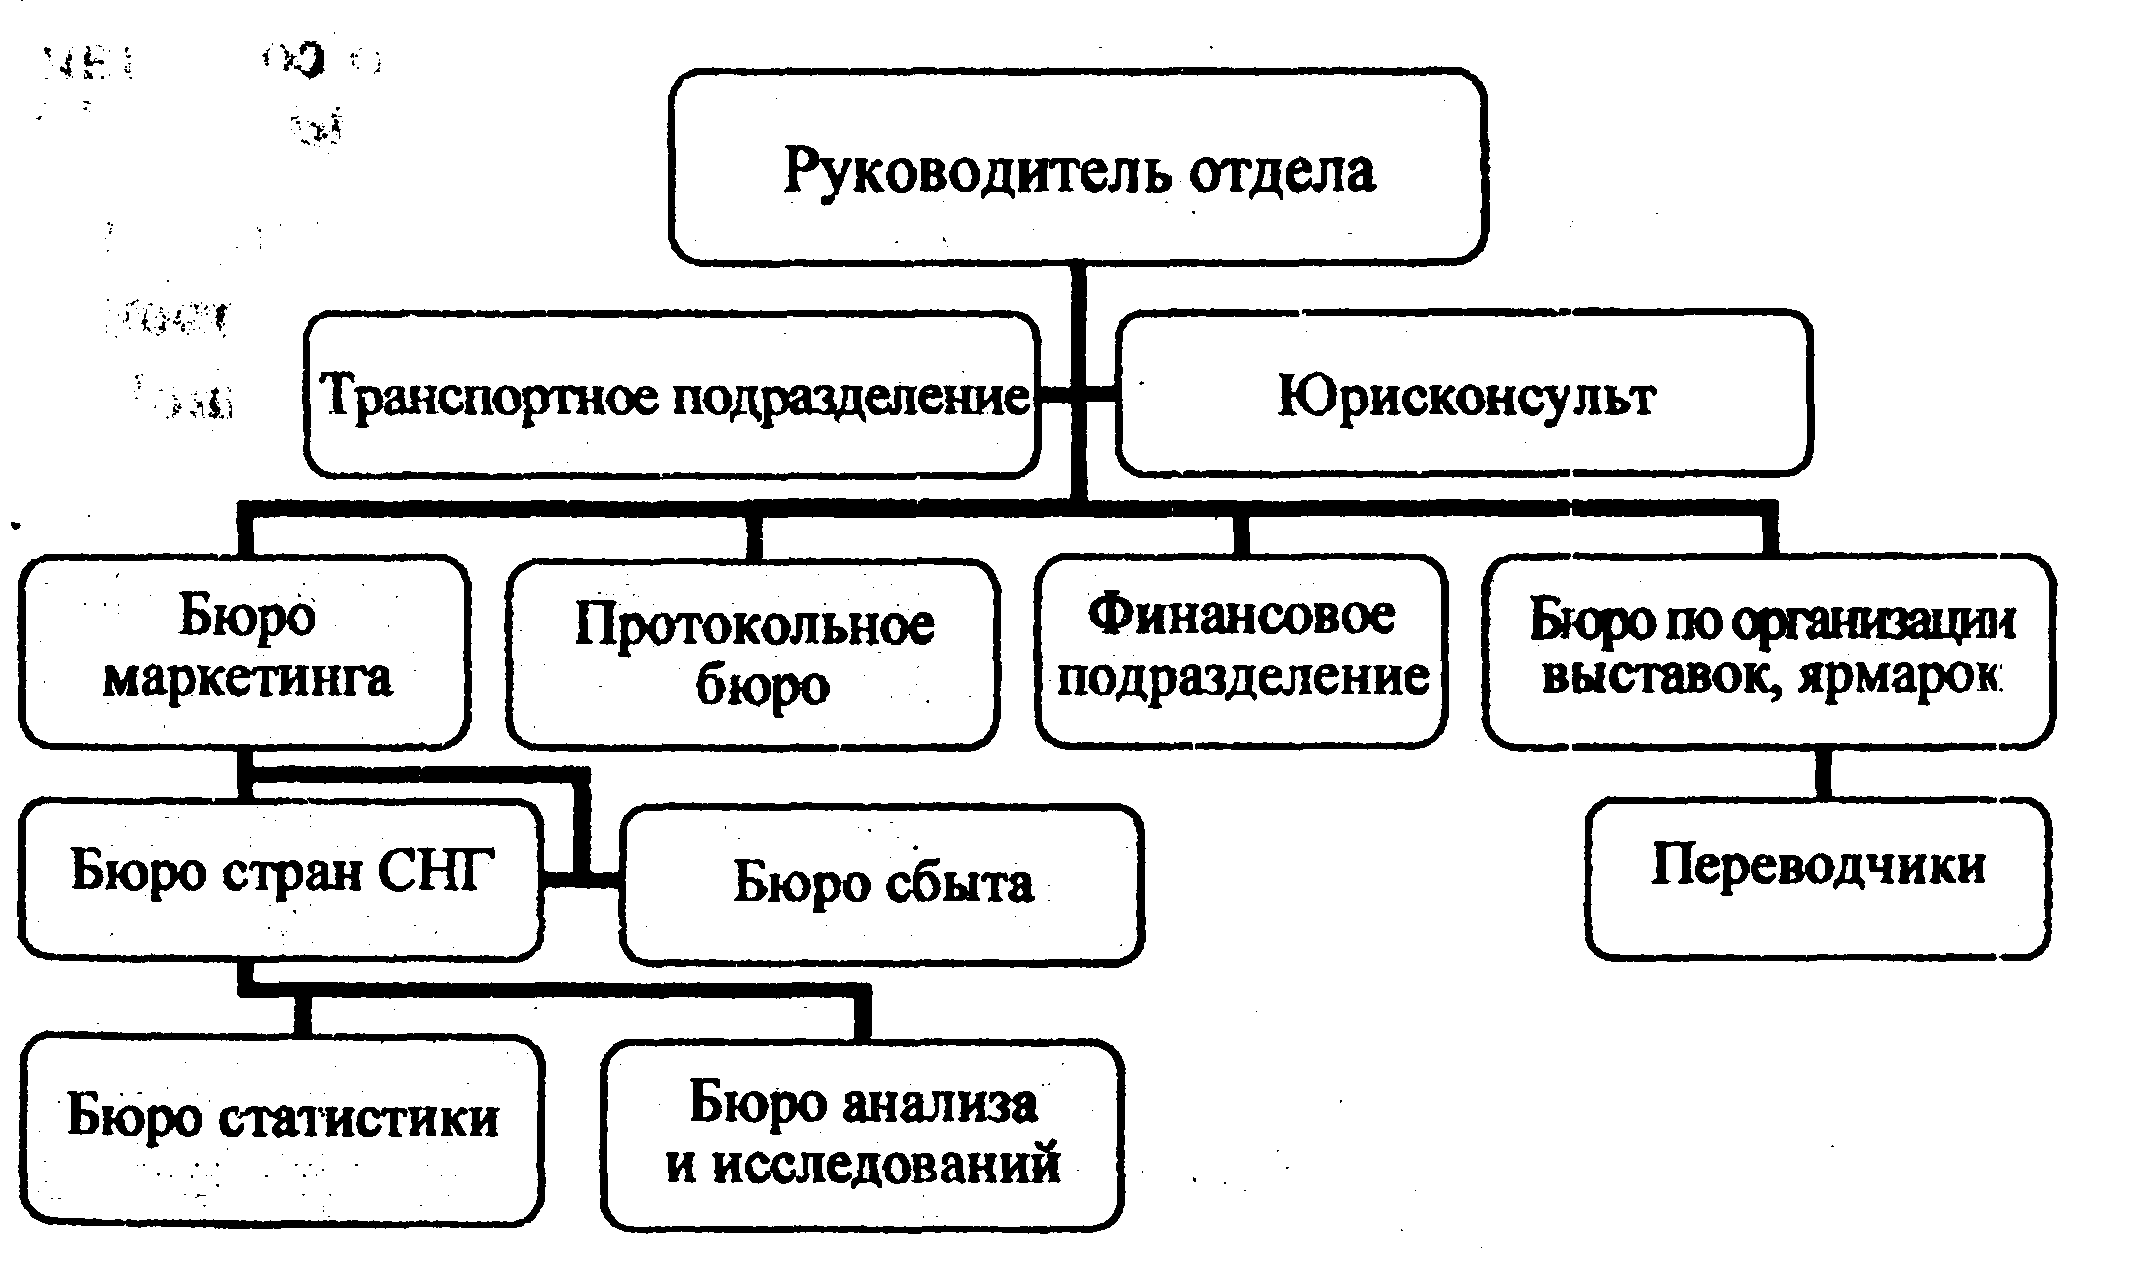 Руководитель отдела
Транспортное подразделение
Юрисконсульт
Бюро
маркетинга
Протокольное
бюро
Финансовое
подразделение
Бюро по организации
выставок, ярмарок
Бюро стран СНГ
Бюро сбыта
Переводчики
Бюро статистики
Бюро анализа
и исследований